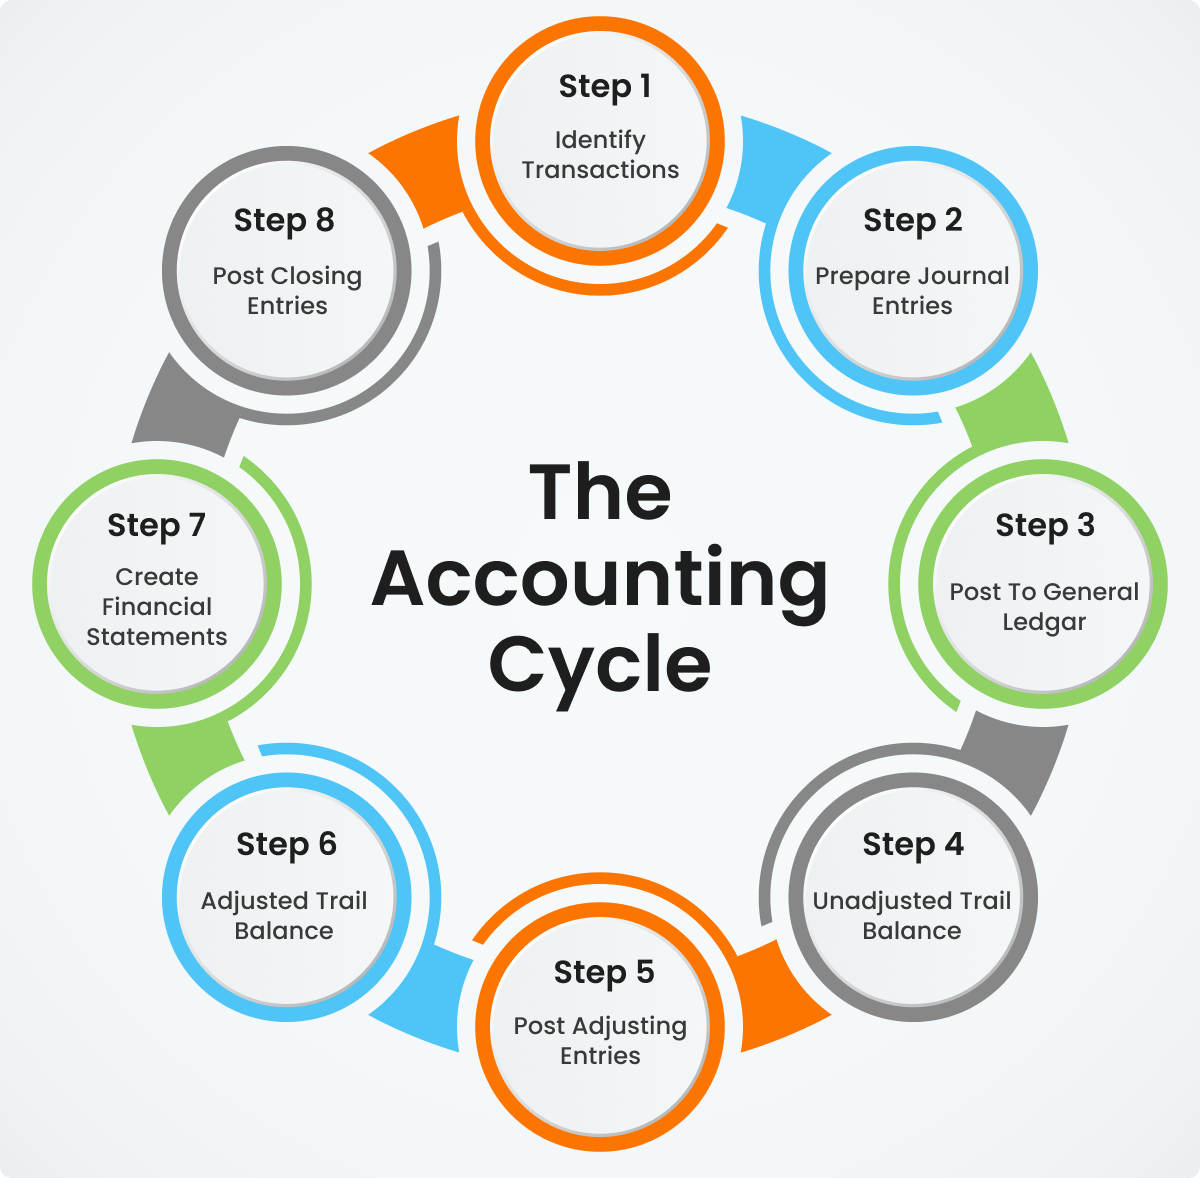 Step 1
Identify
Transactions
Step 2
Prepare Journal
Entries
Step 3
Post To General
Ledgar
Step 4
Unadjusted Trail
Balance
Step 5
Post Adjusting
Entries
Step 6
Adjusted Trail
Balance
Step 7
Create
Financial
Statements
Step 8
Post Closing
Entries
The
Accounting
Cycle